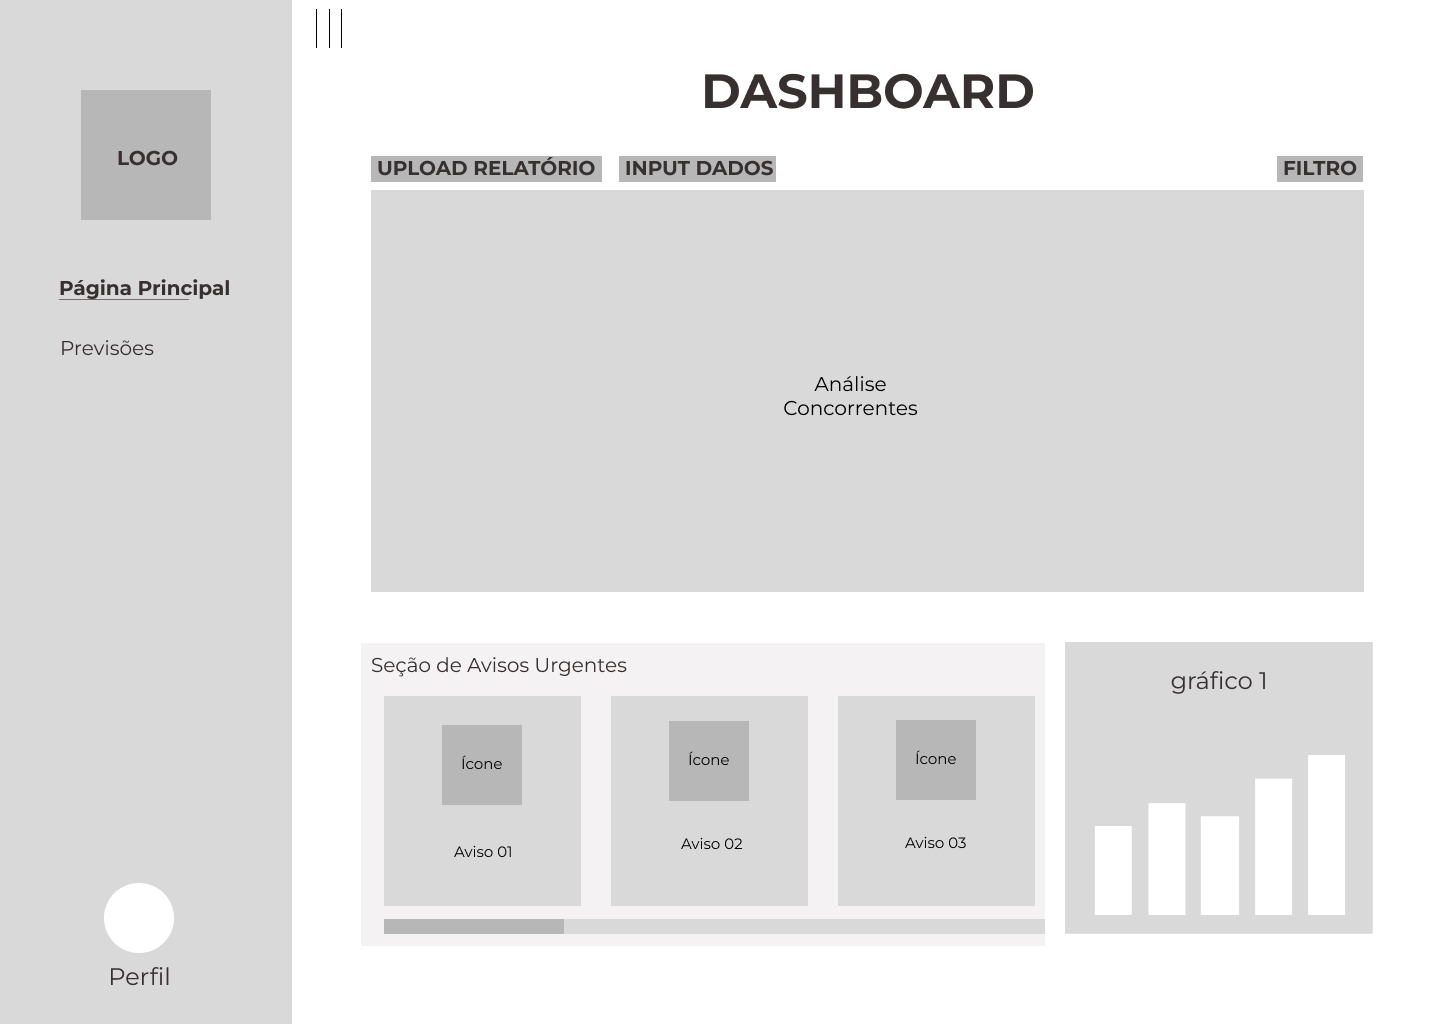 LOGO
Página Principal
Previsões
Perfil
DASHBOARD
UPLOAD RELATÓRIO
INPUT DADOS
FILTRO
Análise
Concorrentes
Seção de Avisos Urgentes
Ícone
Aviso 01
Ícone
Aviso 02
Ícone
Aviso 03
gráfico 1